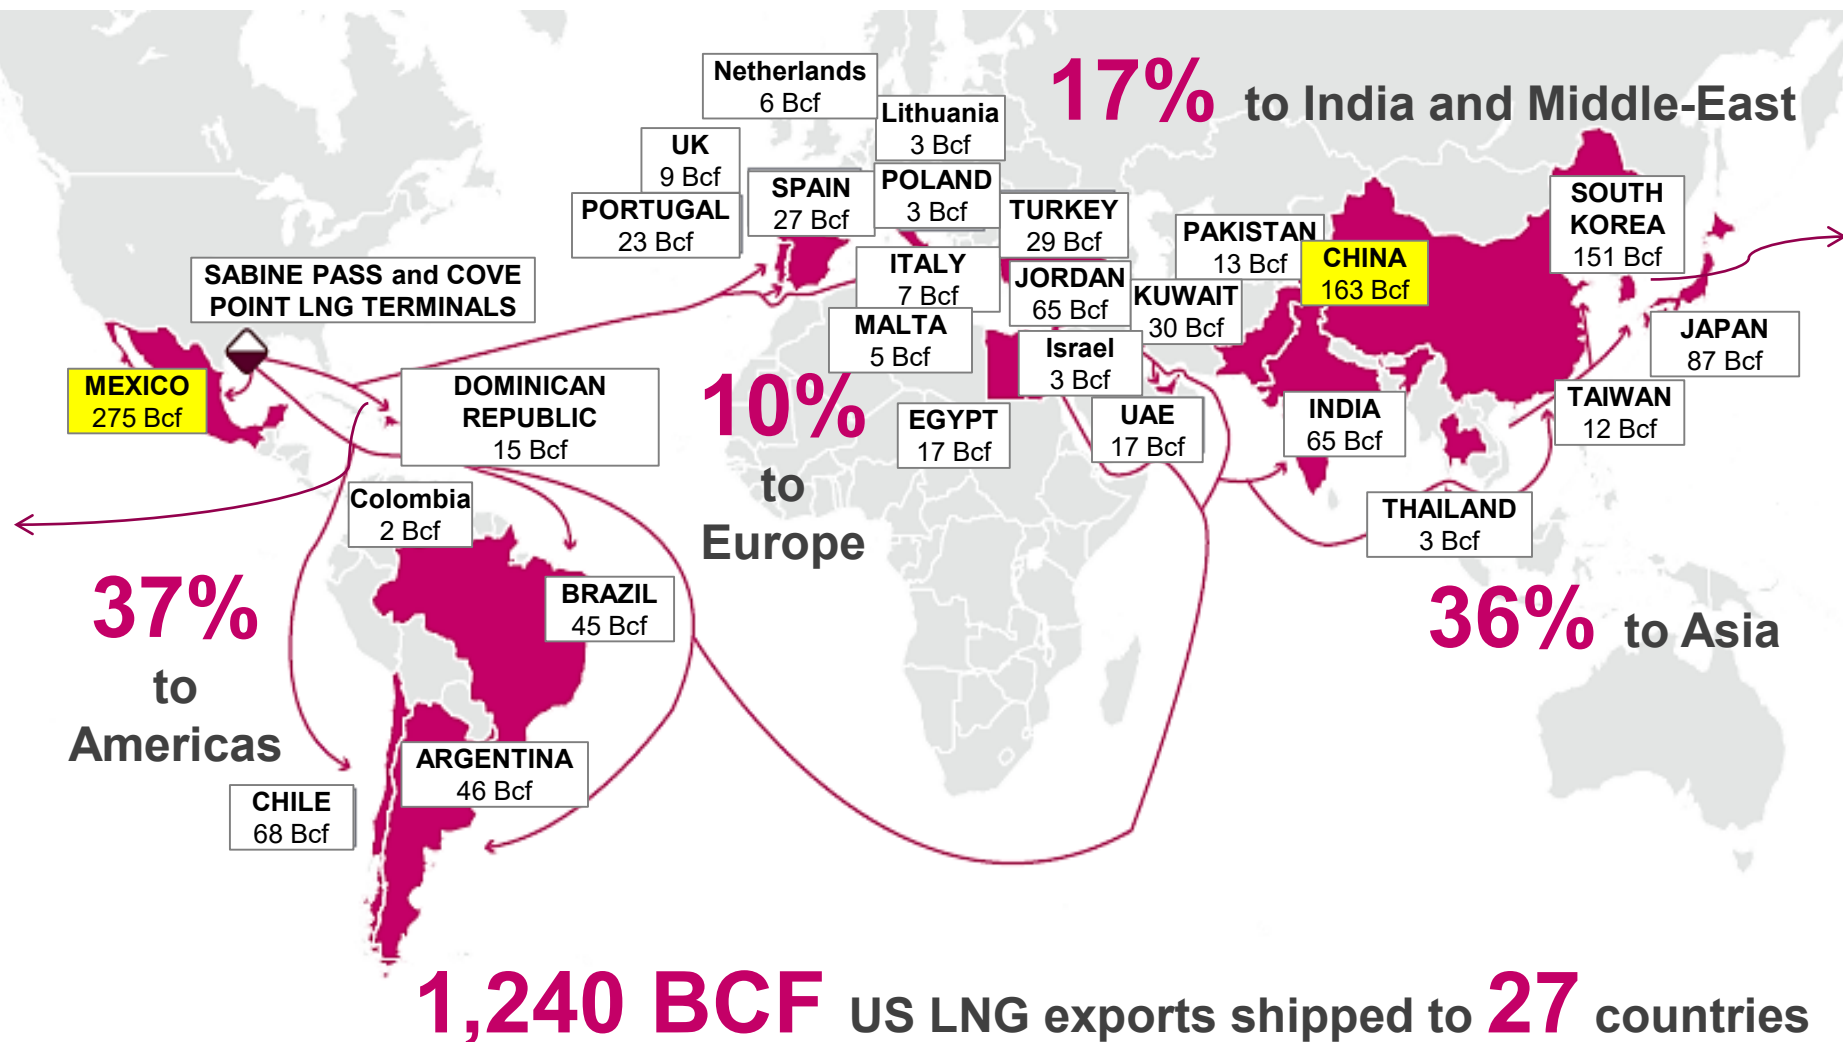 Netherlands
6 Bcf
17% to India and Middle-East
Lithuania
3 Bcf
UK
9 Bcf
SPAIN
27 Bcf
POLAND
3 Bcf
PORTUGAL
23 Bcf
TURKEY
29 Bcf
PAKISTAN
13 Bcf
CHINA
163 Bcf
SOUTH
KOREA
151 Bcf
SABINE PASS and COVE
POINT LNG TERMINALS
ITALY
7 Bcf
JORDAN
65 Bcf
KUWAIT
30 Bcf
MALTA
5 Bcf
Israel
3 Bcf
JAPAN
87 Bcf
MEXICO
275 Bcf
DOMINICAN
REPUBLIC
15 Bcf
10%
to
Europe
EGYPT
17 Bcf
UAE
17 Bcf
INDIA
65 Bcf
TAIWAN
12 Bcf
Colombia
2 Bcf
THAILAND
3 Bcf
37%
to
Americas
BRAZIL
45 Bcf
36% to Asia
ARGENTINA
46 Bcf
CHILE
68 Bcf
1,240 BCF US LNG exports shipped to 27 countries